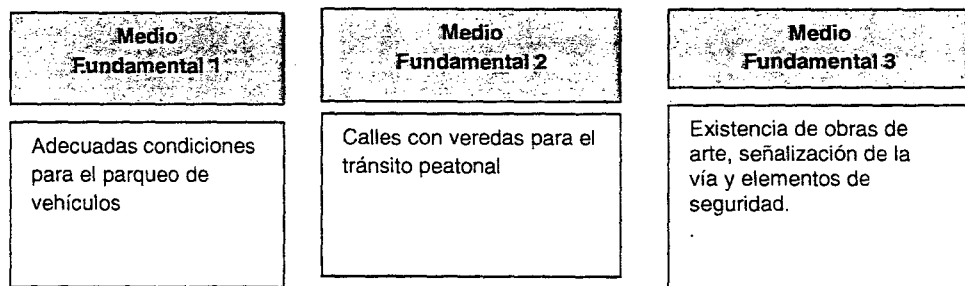 Medio
Fundamental 1
Adecuadas condiciones
para el parqueo de
vehículos
Medio
Fundamental 2
Calles con veredas para el
tránsito peatonal
Medio
Fundamental 3
Existencia de obras de
arte, señalización de la
vía y elementos de
seguridad.